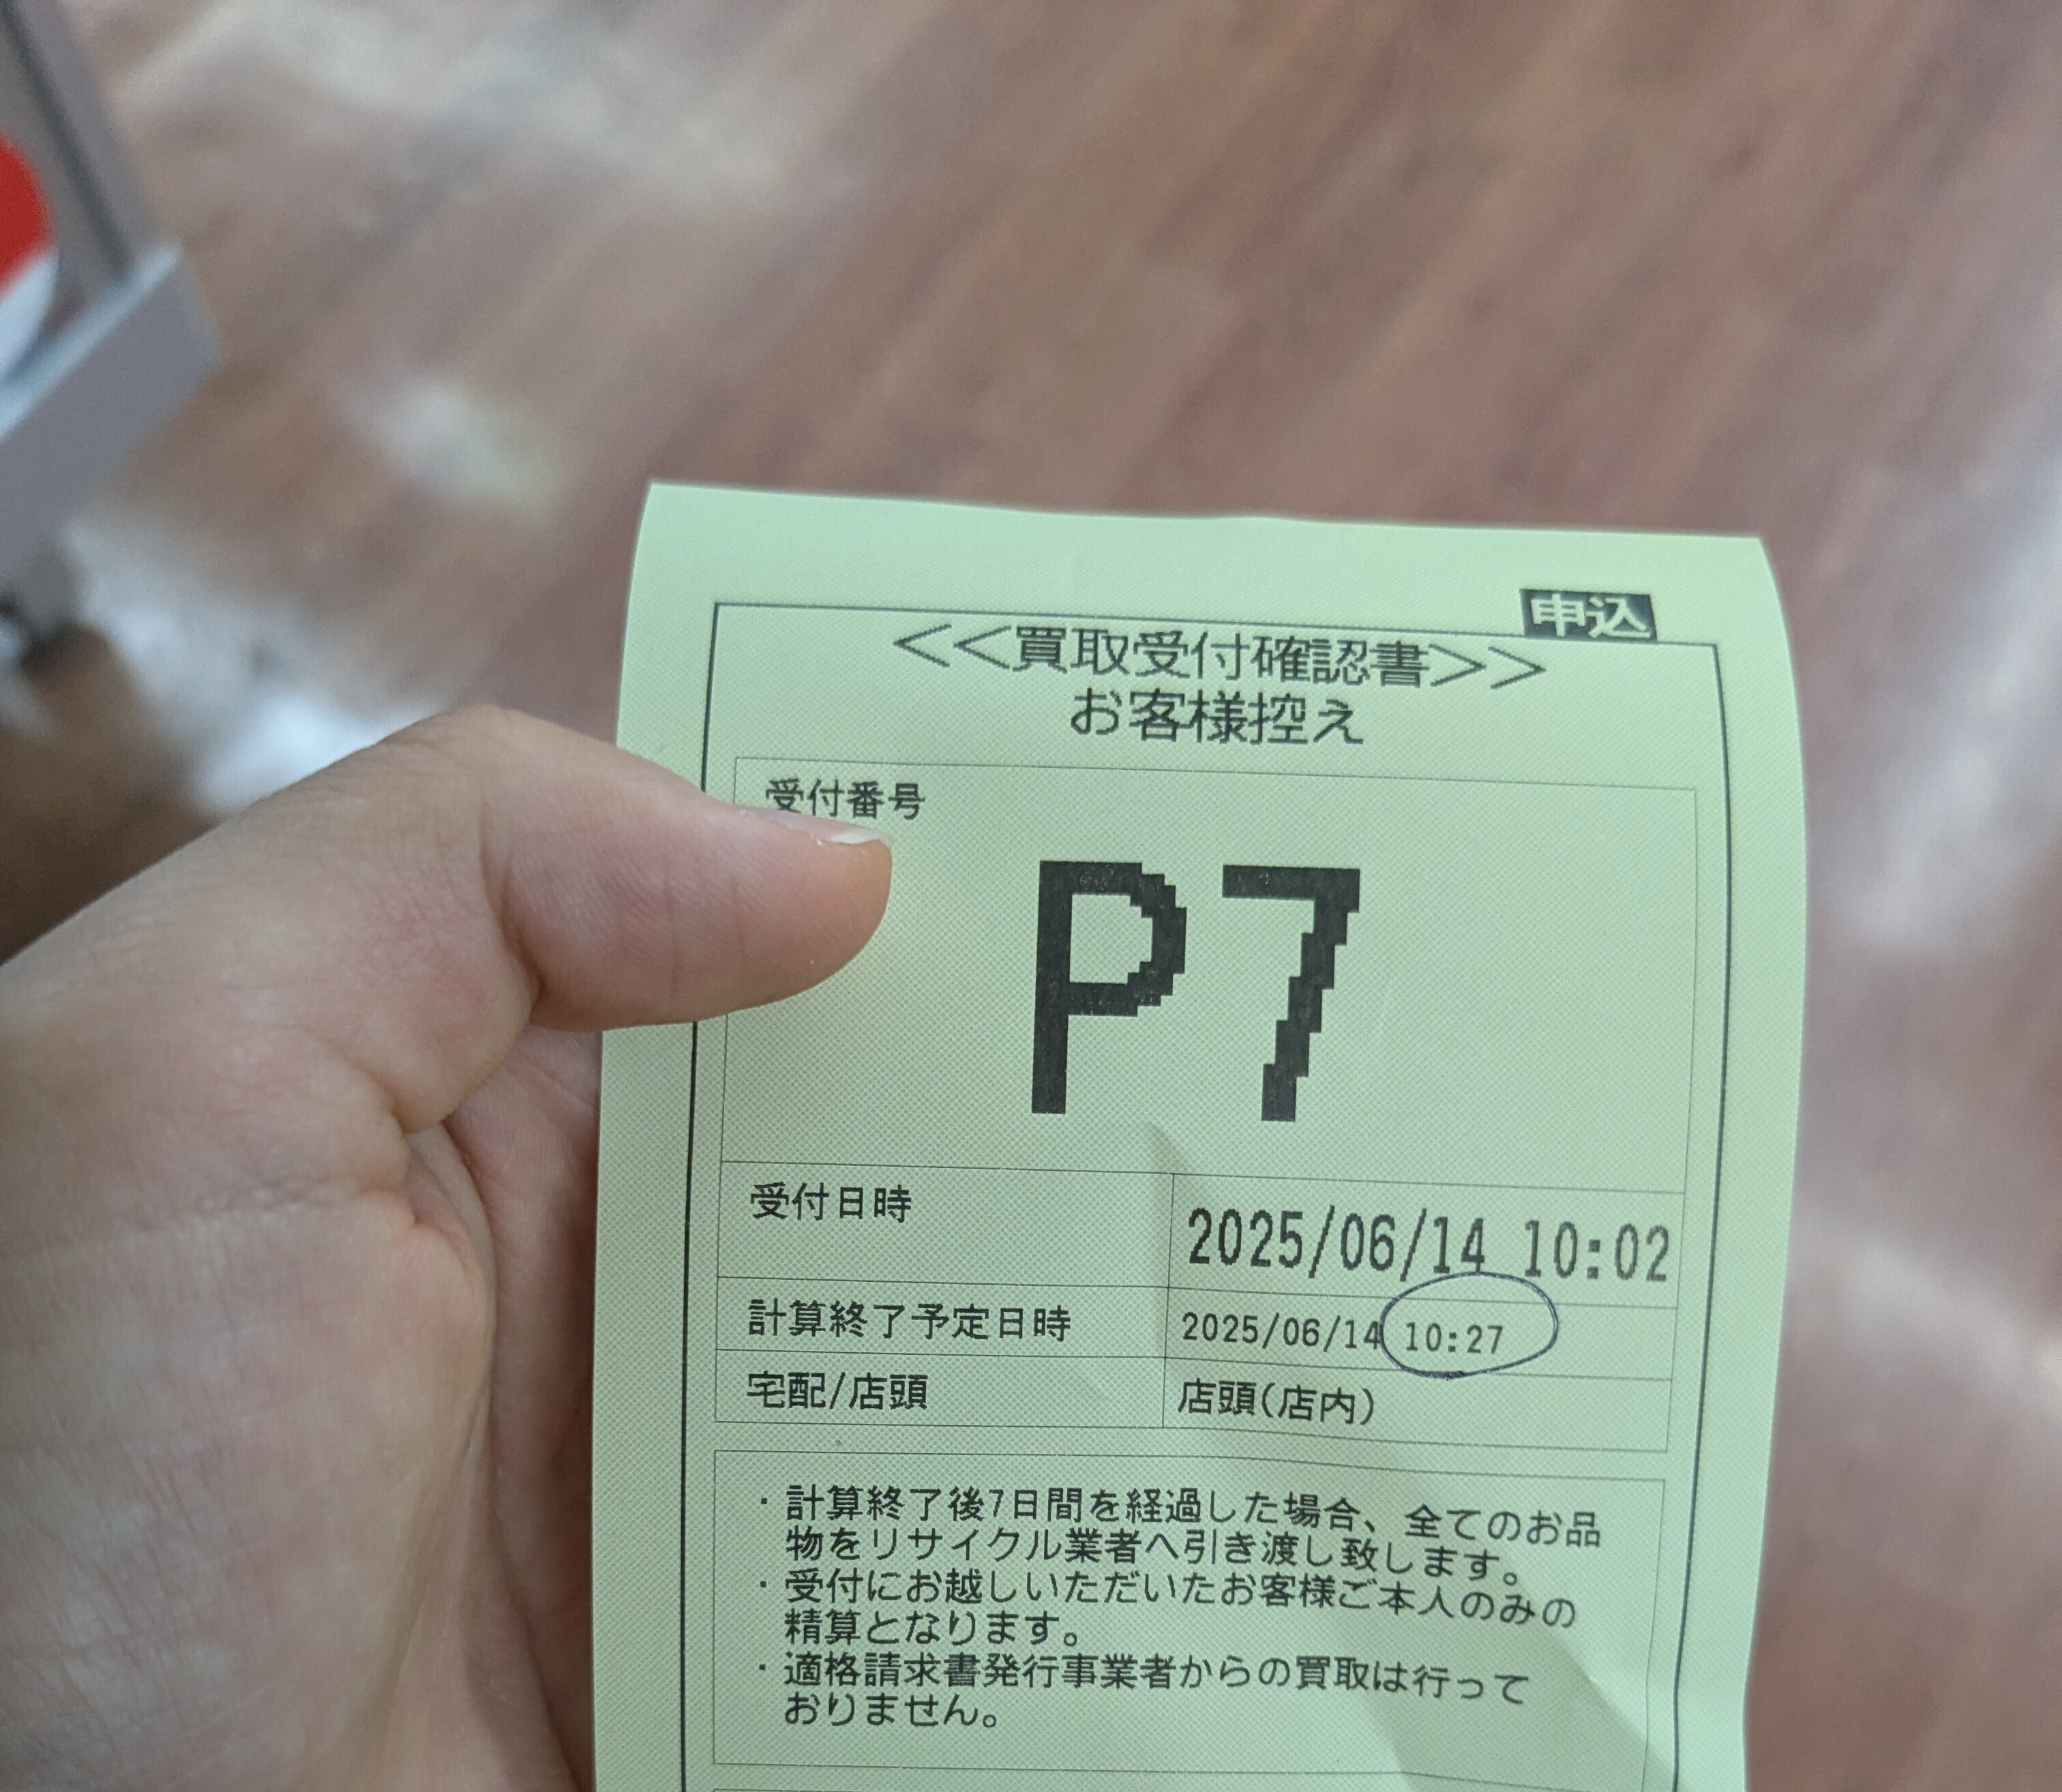 申込
<<買取受付確認書>>
お客様控え
受付番号
P7
受付日時 2025/06/14 10:02
計算終了予定日時 2025/06/14 10:27
宅配/店頭 店頭(店内)
・計算終了後7日間を経過した場合、全てのお品
物をリサイクル業者へ引き渡し致します。
・受付にお越しいただいたお客様ご本人のみの
精算となります。
・適格請求書発行事業者からの買取は行って
おりません。